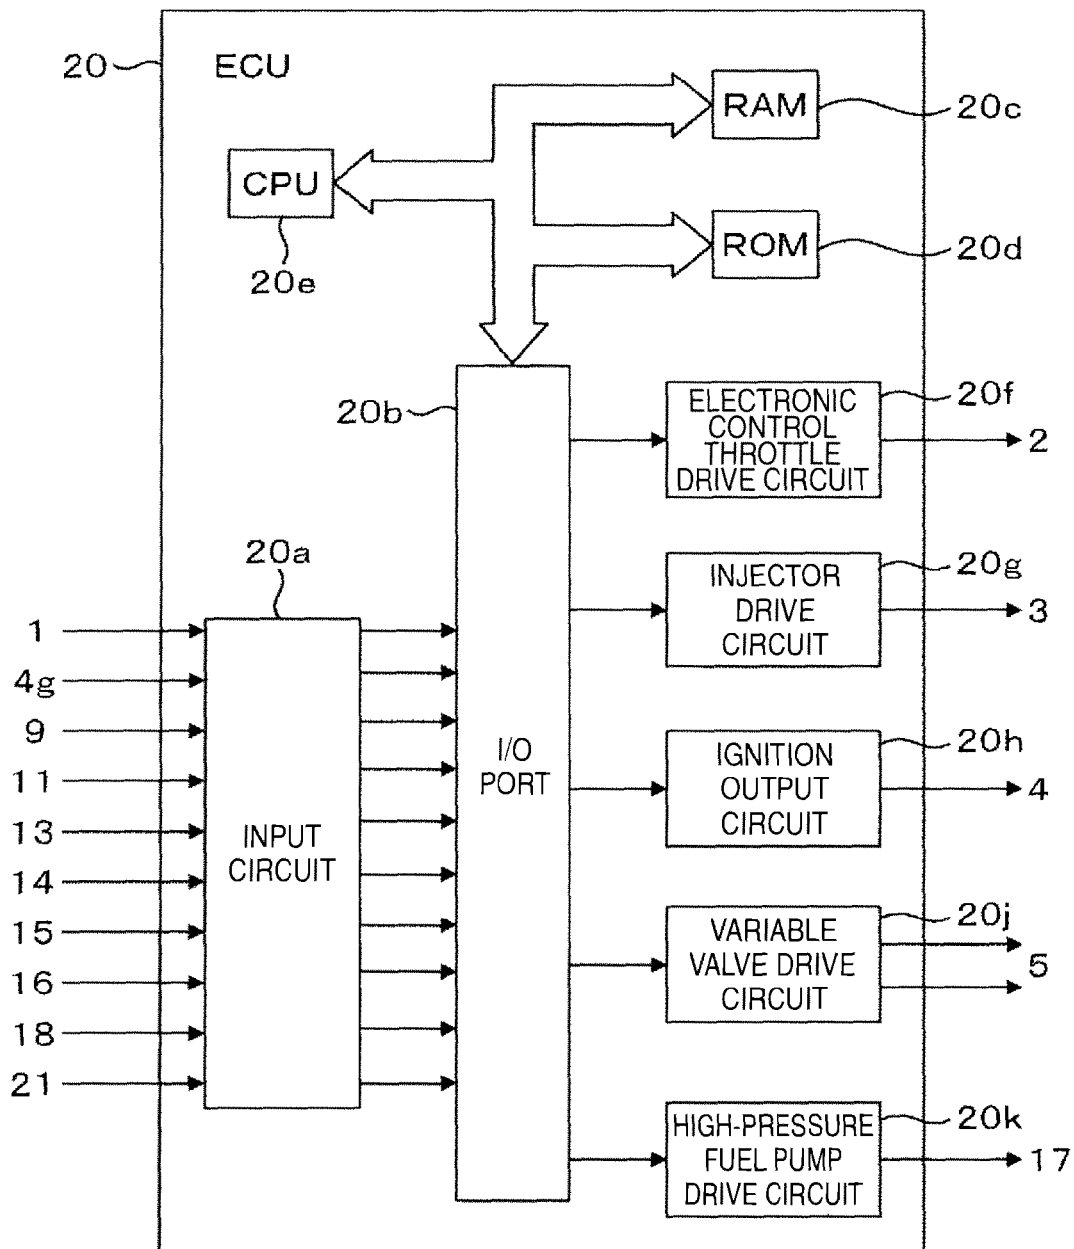 20
ECU
RAM
20c
CPU
20e
ROM
20d
20b
ELECTRONIC
CONTROL
THROTTLE
DRIVE CIRCUIT
20f
2
20a
INJECTOR
DRIVE
CIRCUIT
20g
3
1
4g
9
11
13
14
15
16
18
21
INPUT
CIRCUIT
I/O
PORT
IGNITION
OUTPUT
CIRCUIT
20h
4
VARIABLE
VALVE DRIVE
CIRCUIT
20j
5
HIGH-PRESSURE
FUEL PUMP
DRIVE CIRCUIT
20k
17